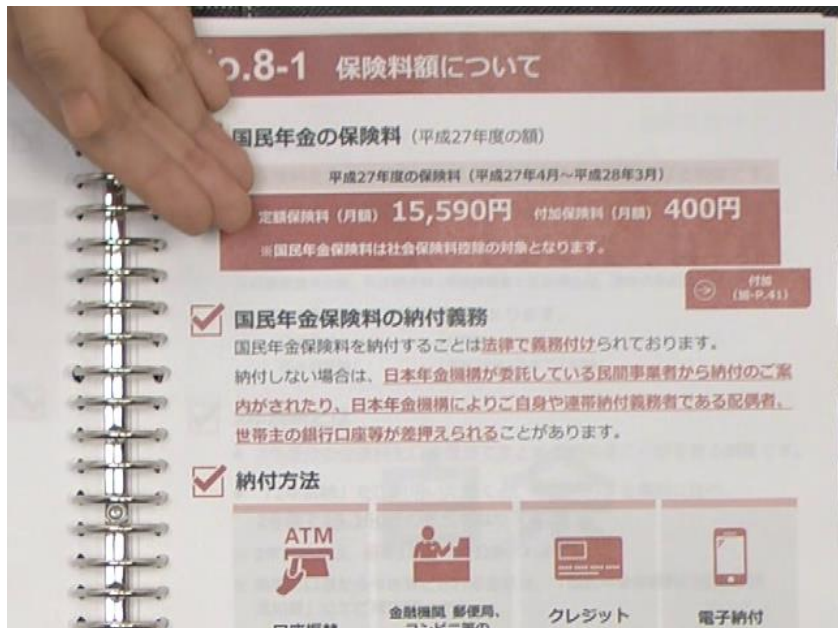 p.8-1 保険料額について
国民年金の保険料（平成27年度の額）
平成27年度の保険料（平成27年4月～平成28年3月）
定額保険料（月額） 15,590円 付加保険料（月額） 400円
※国民年金保険料は社会保険料控除の対象となります。
付加
国民年金保険料の納付義務
国民年金保険料を納付することは法律で義務付けられております。
納付しない場合は、日本年金機構が委託している民間事業者から納付のご案
内がされたり、日本年金機構によりご自身や連帯納付義務者である配偶者、
世帯主の銀行口座等が差押えられることがあります。
納付方法
ATM
金融機関、郵便局、
コンビニ等の
クレジット
電子納付